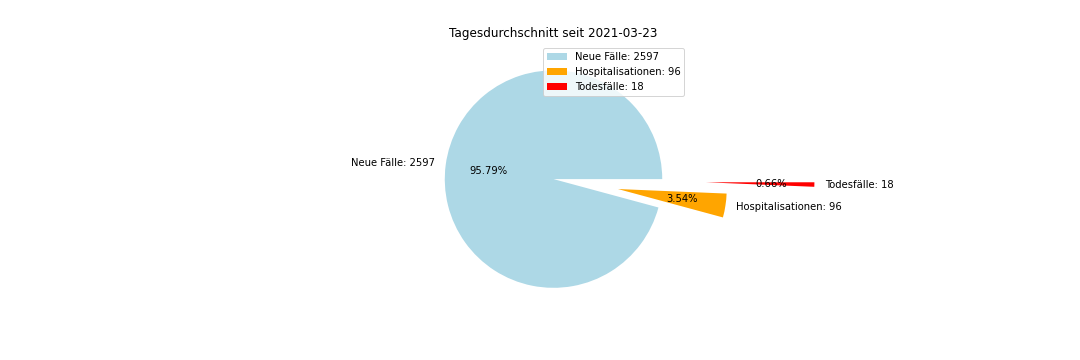 Tagesdurchschnitt seit 2021-03-23
Neue Fälle: 2597
Hospitalisationen: 96
Todesfälle: 18
Neue Fälle: 2597
95.79%
0.66%
Todesfälle: 18
3.54%
Hospitalisationen: 96